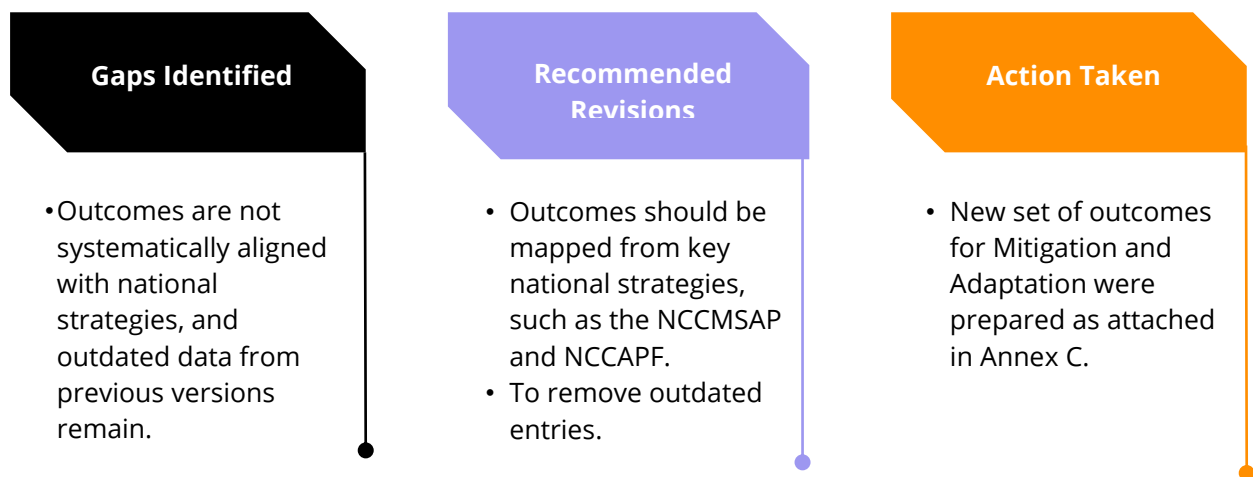 Gaps Identified
•Outcomes are not
systematically aligned
with national
strategies, and
outdated data from
previous versions
remain.
Recommended
Revisions
• Outcomes should be
mapped from key
national strategies,
such as the NCCMSAP
and NCCAPF.
• To remove outdated
entries.
Action Taken
• New set of outcomes
for Mitigation and
Adaptation were
prepared as attached
in Annex C.